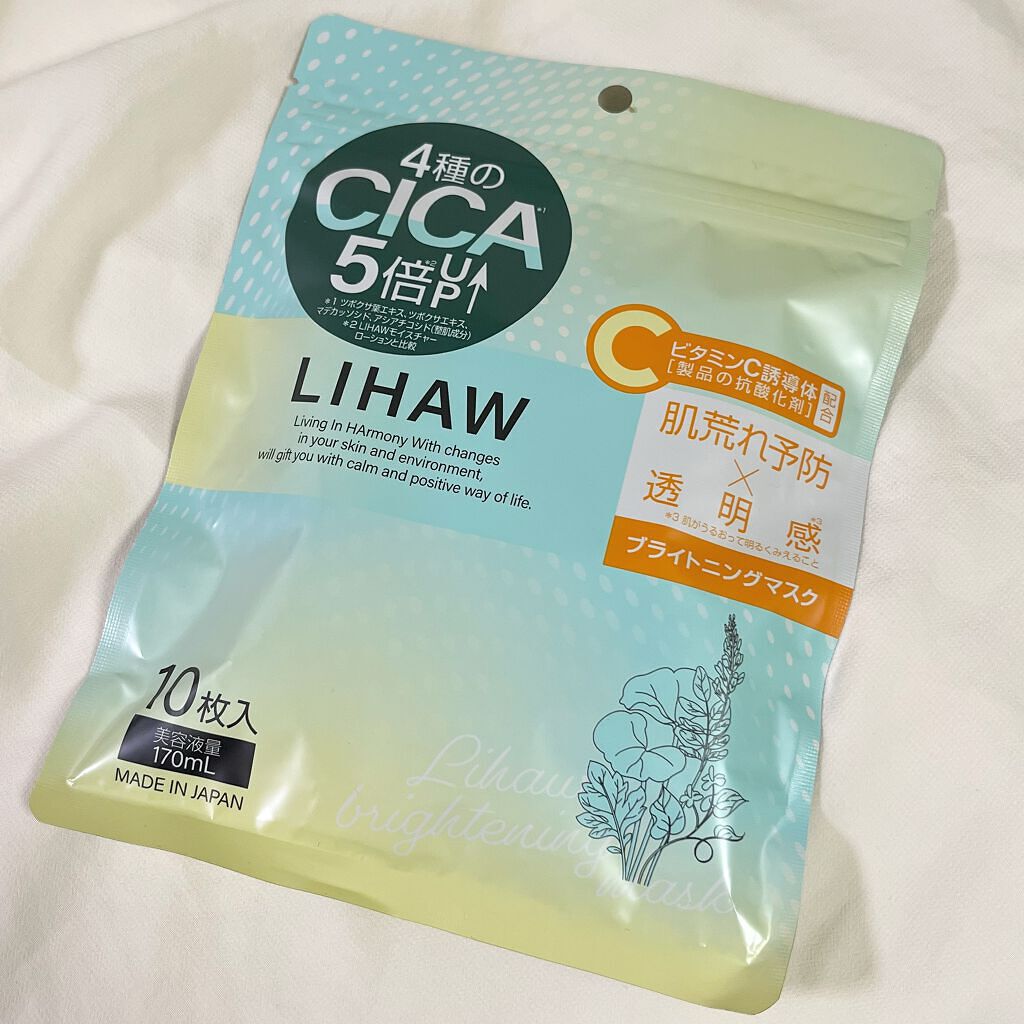 4種の
CICA*1
5倍*2UP↑
*1 ツボクサ葉エキス、ツボクサエキス、
マデカッソシド、アシアチコシド(整肌成分)
*2 LIHAWモイスチャー
ローションと比較
LIHAW
Living In HArmony With changes
in your skin and environment,
will gift you with calm and positive way of life.
C
ビタミンC誘導体
[製品の抗酸化剤]
配合
肌荒れ予防
×
透明感*3
*3 肌がうるおって明るくみえること
ブライトニングマスク
10枚入
美容液量
170mL
MADE IN JAPAN
Lihaw
brightening
mask